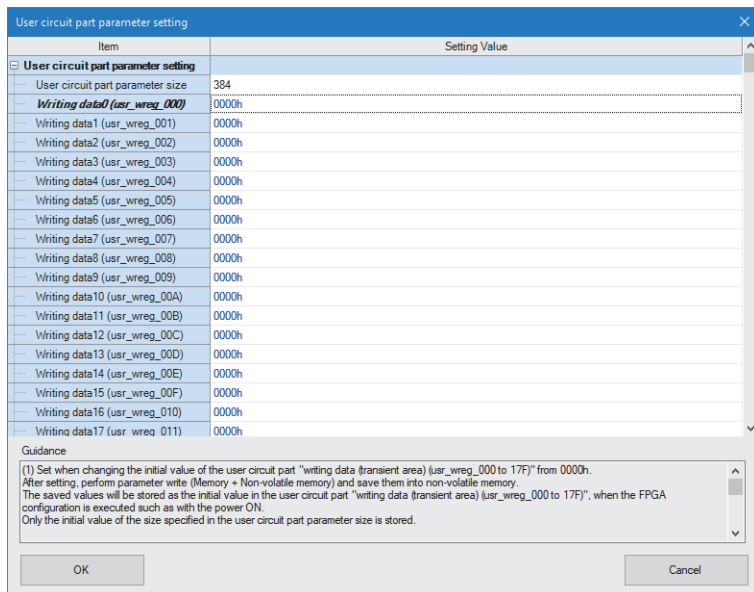 User circuit part parameter setting
Item Setting Value
User circuit part parameter setting
User circuit part parameter size 384
Writing data0 (usr_wreg_000) 0000h
Writing data1 (usr_wreg_001) 0000h
Writing data2 (usr_wreg_002) 0000h
Writing data3 (usr_wreg_003) 0000h
Writing data4 (usr_wreg_004) 0000h
Writing data5 (usr_wreg_005) 0000h
Writing data6 (usr_wreg_006) 0000h
Writing data7 (usr_wreg_007) 0000h
Writing data8 (usr_wreg_008) 0000h
Writing data9 (usr_wreg_009) 0000h
Writing data10 (usr_wreg_00A) 0000h
Writing data11 (usr_wreg_00B) 0000h
Writing data12 (usr_wreg_00C) 0000h
Writing data13 (usr_wreg_00D) 0000h
Writing data14 (usr_wreg_00E) 0000h
Writing data15 (usr_wreg_00F) 0000h
Writing data16 (usr_wreg_010) 0000h
Writing data17 (usr_wreg_011) 0000h
Guidance
(1) Set when changing the initial value of the user circuit part "writing data (transient area) (usr_wreg_000 to 17F)" from 0000h.
After setting, perform parameter write (Memory + Non-volatile memory) and save them into non-volatile memory.
The saved values will be stored as the initial value in the user circuit part "writing data (transient area) (usr_wreg_000 to 17F)", when the FPGA
configuration is executed such as with the power ON.
Only the initial value of the size specified in the user circuit part parameter size is stored.
OK Cancel